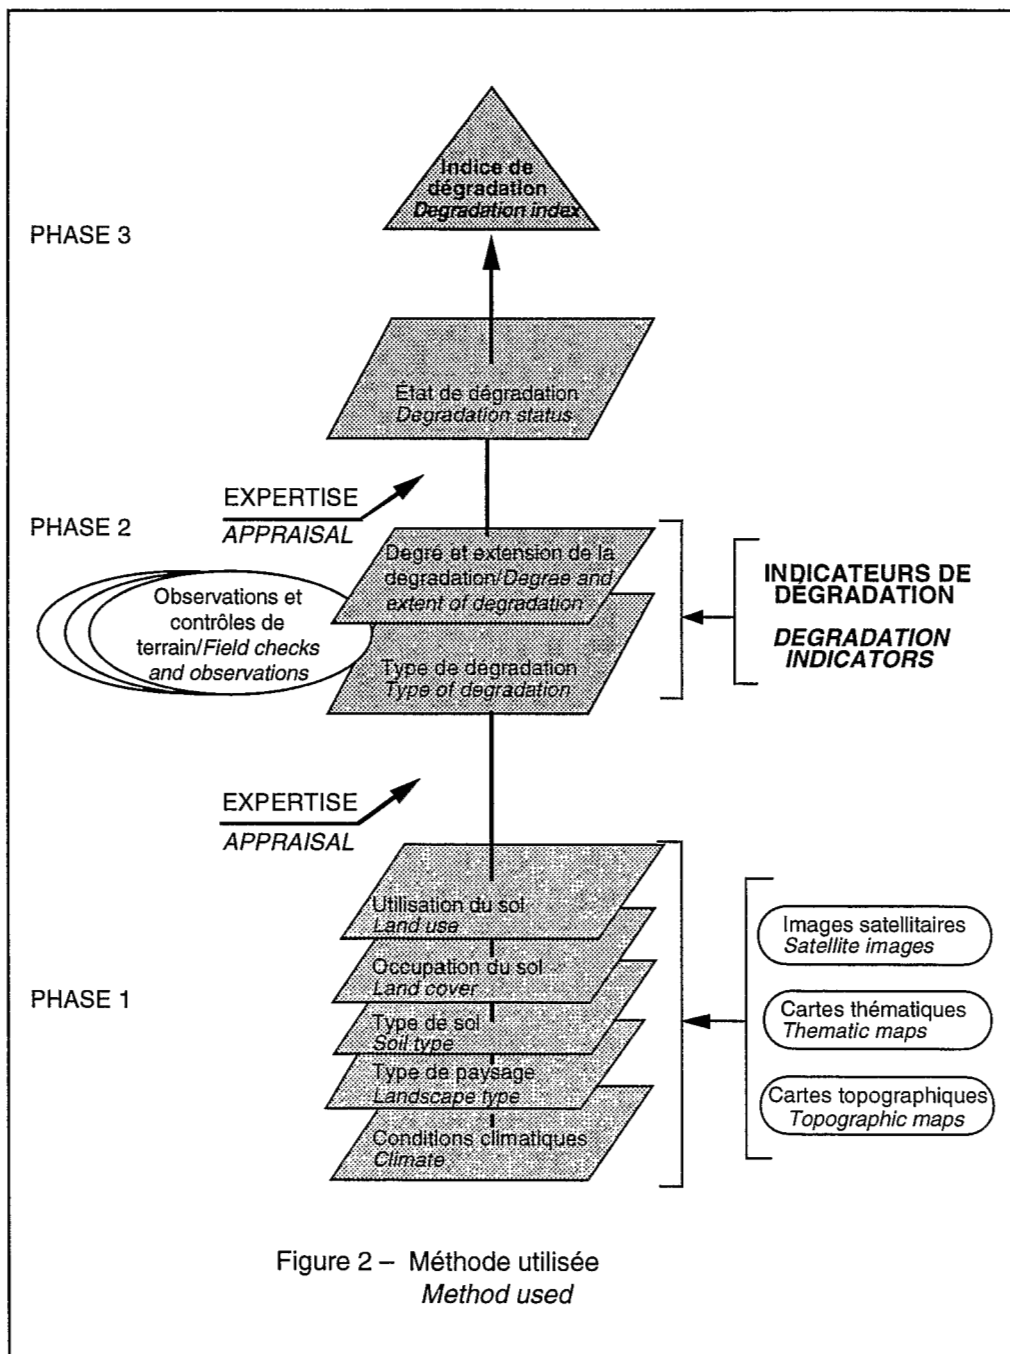 Indice de
dégradation
Degradation index
PHASE 3
État de dégradation
Degradation status
EXPERTISE
APPRAISAL
PHASE 2
Degré et extension de la
degradation/Degrae and
extent of degradation
Observations et
contrôles de
terrain/Field checks
and observations
Type de dégradation
Type of degradation
INDICATEURS DE
DÉGRADATION
DEGRADATION
INDICATORS
EXPERTISE
APPRAISAL
Utilisation du sol
Land use
Occupation du sol
Land cover
PHASE 1
Type de sol
Soil type
Type de paysage
Landscape type
Conditions climatiques
Climate
Images satellitaires
Satellite images
Cartes thématiques
Thematic maps
Cartes topographiques
Topographic maps
Figure 2 – Méthode utilisée
Method used